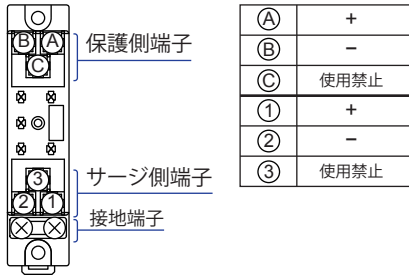 B A
C
保護側端子
3
2 1
サージ側端子
接地端子
A +
B −
C 使用禁止
1 +
2 −
3 使用禁止